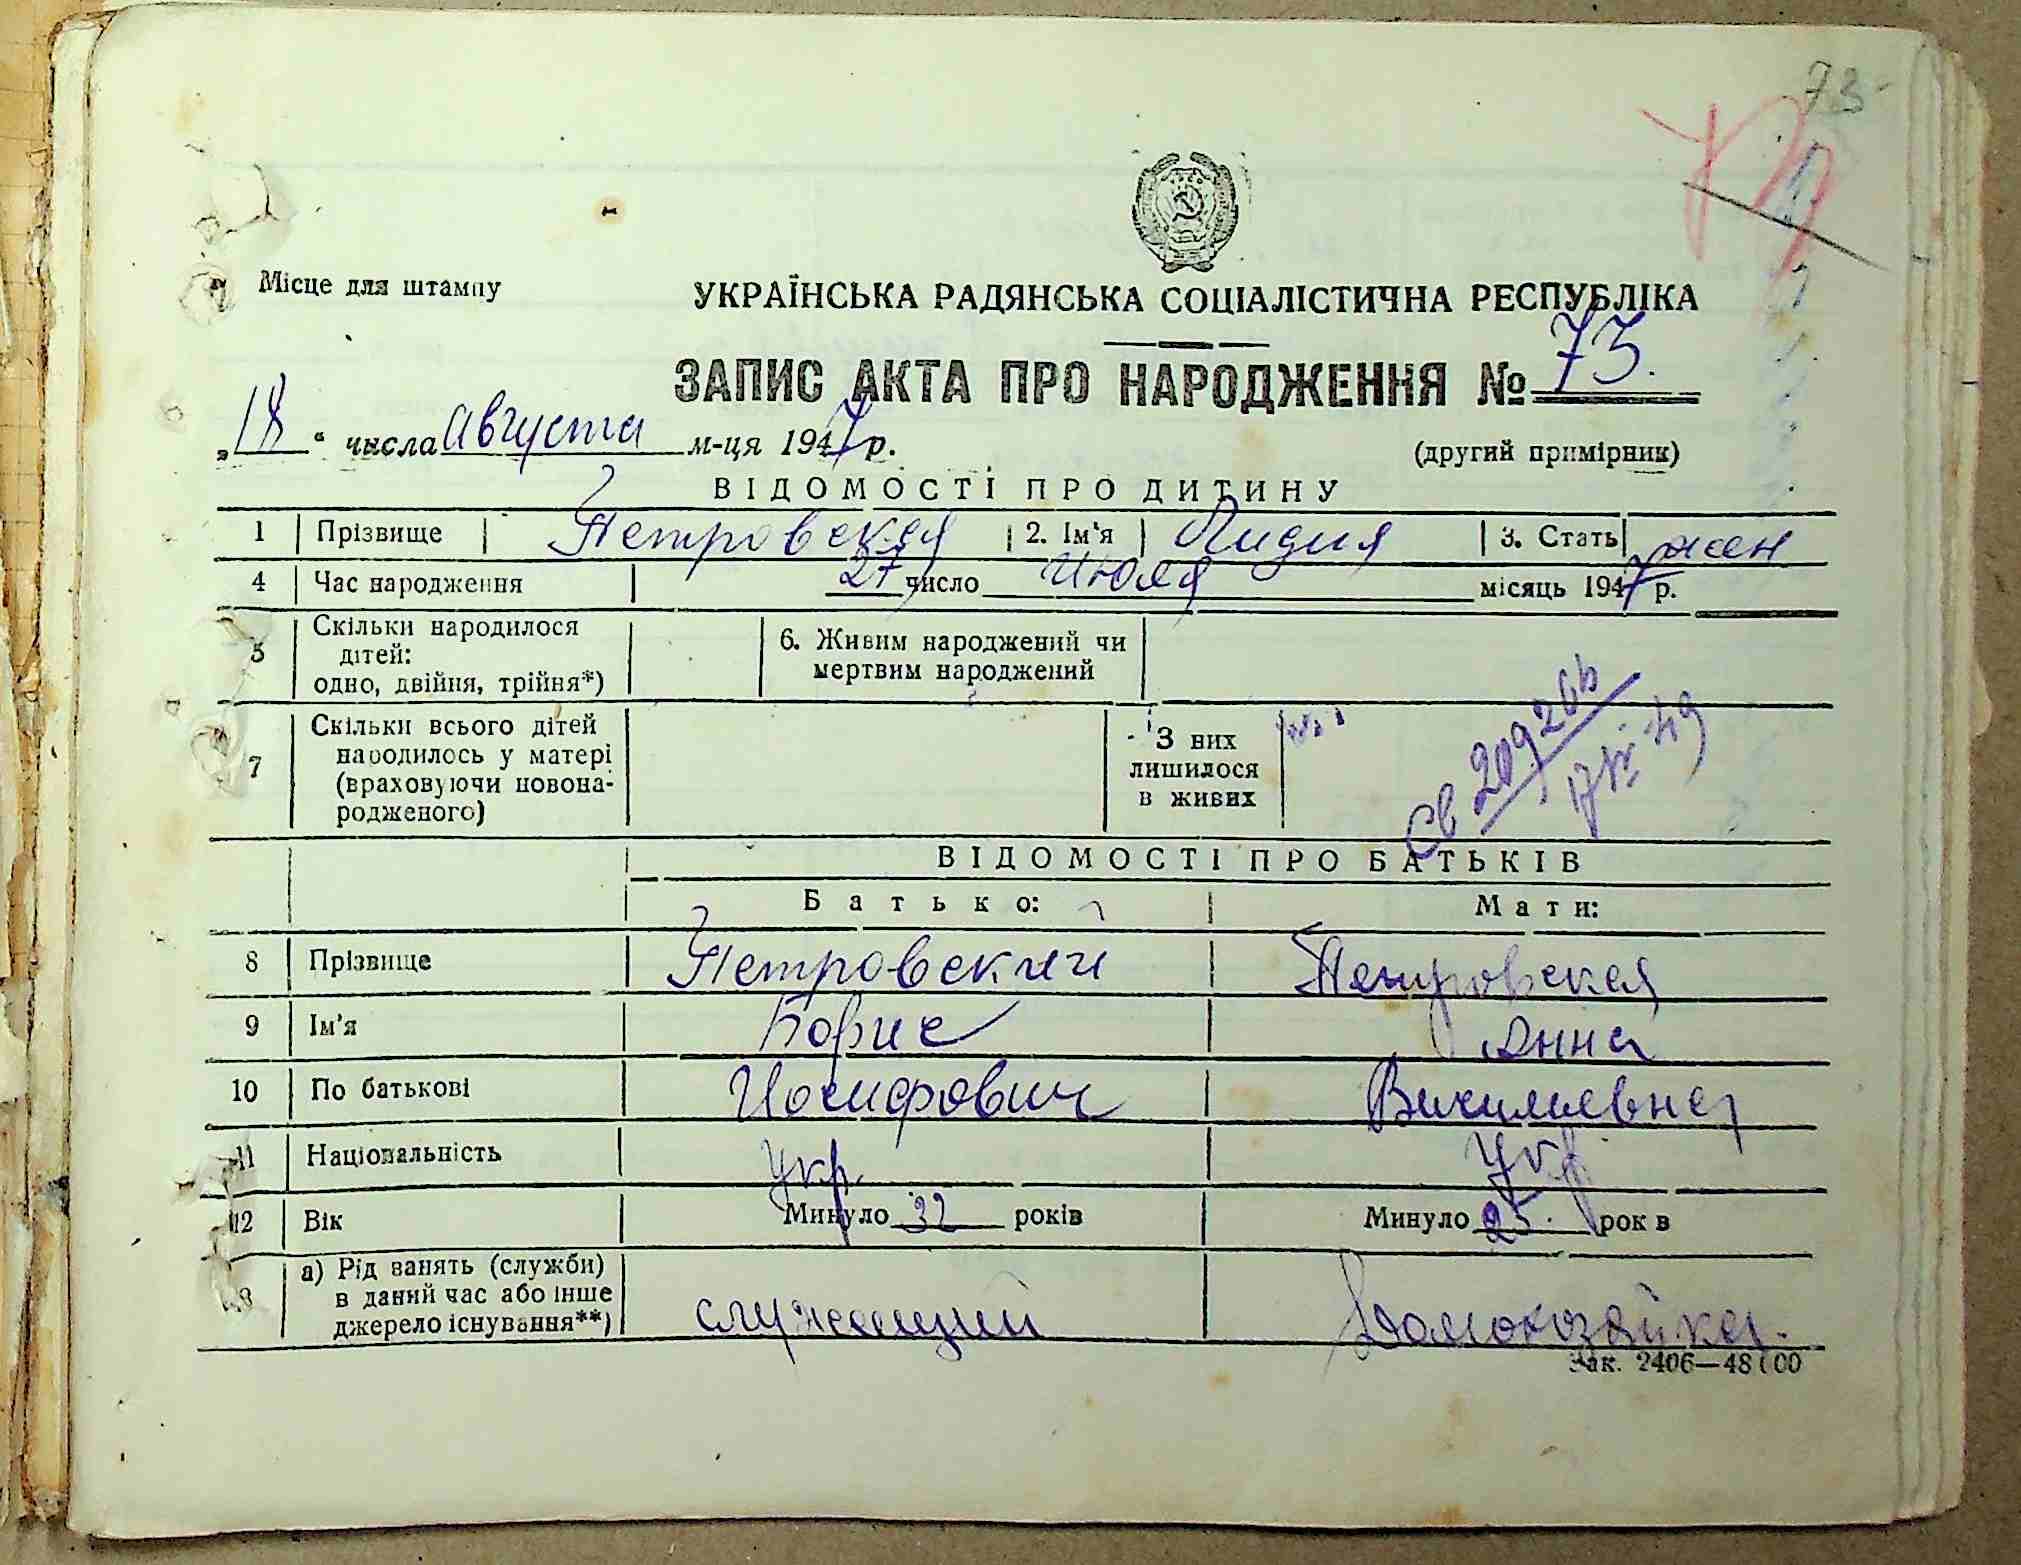 73
Місце для штампу
УКРАЇНСЬКА РАДЯНСЬКА СОЦІАЛІСТИЧНА РЕСПУБЛІКА
ЗАПИС АКТА ПРО НАРОДЖЕННЯ № 73.
„18“ числа августа м-ця 1947 р.
(другий примірник)
ВІДОМОСТІ ПРО ДИТИНУ
1 Прізвище Петровская 2. Ім'я Лидия 3. Стать жен
4 Час народження 27 число Июля місяць 1947 р.
5 Скільки народилося дітей: одно, двійня, трійня*) 6. Живим народжений чи мертвим народжений
7 Скільки всього дітей народилось у матері (враховуючи новонародженого) З них лишилося в живих
ВІДОМОСТІ ПРО БАТЬКІВ
Батько: Мати:
8 Прізвище Петровский Петровская
9 Ім'я Борис Анна
10 По батькові Иосифович
11 Національність укр. укр
12 Вік Минуло 32 років Минуло 25. рок в
а) Рід занять (служби) в даний час або інше джерело існування**) служащий Домохозайка.
Зак. 2406—48 000